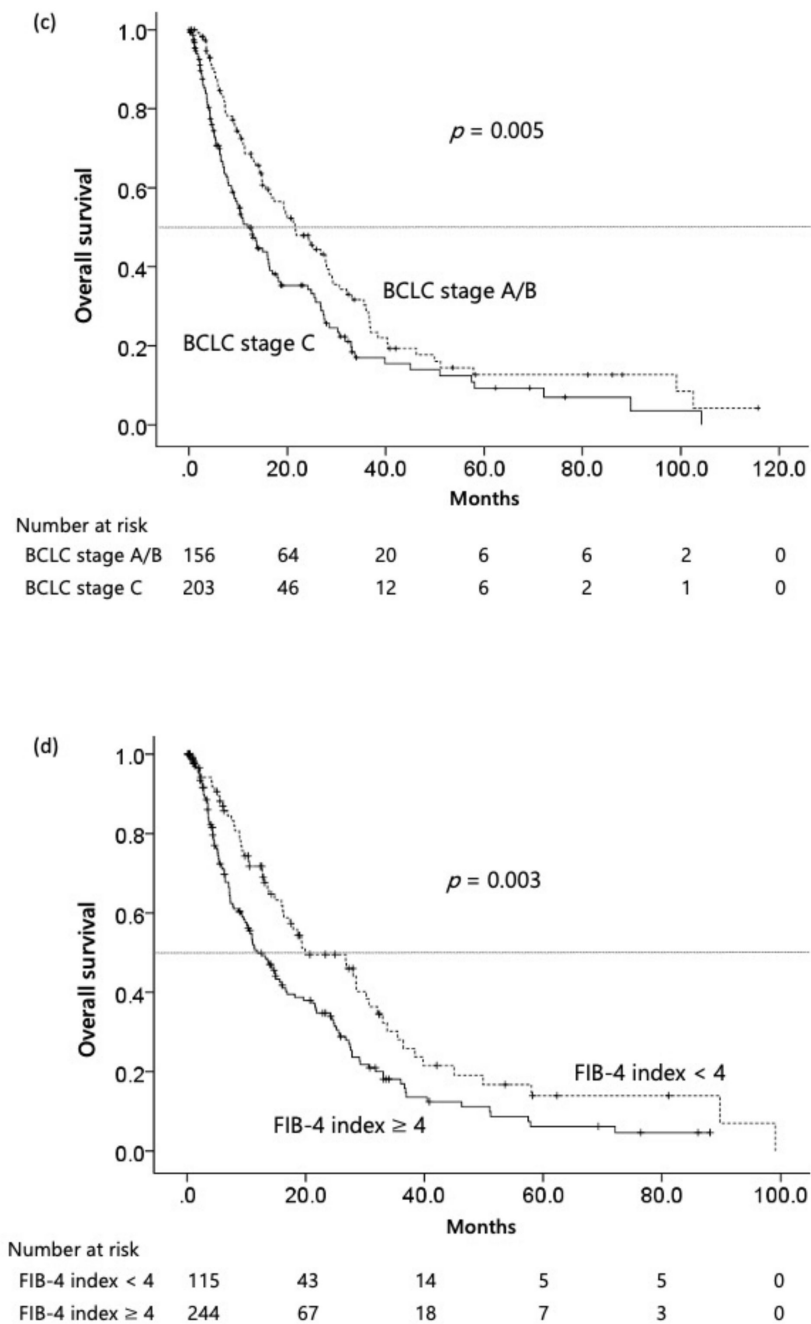 (c)
1.0
0.8
0.6
0.4
0.2
0.0
Overall survival
p = 0.005
BCLC stage A/B
BCLC stage C
.0 20.0 40.0 60.0 80.0 100.0 120.0
Months
Number at risk
BCLC stage A/B 156 64 20 6 6 2 0
BCLC stage C 203 46 12 6 2 1 0
(d)
1.0
0.8
0.6
0.4
0.2
0.0
Overall survival
p = 0.003
FIB-4 index < 4
FIB-4 index ≥ 4
.0 20.0 40.0 60.0 80.0 100.0
Months
Number at risk
FIB-4 index < 4 115 43 14 5 5 0
FIB-4 index ≥ 4 244 67 18 7 3 0